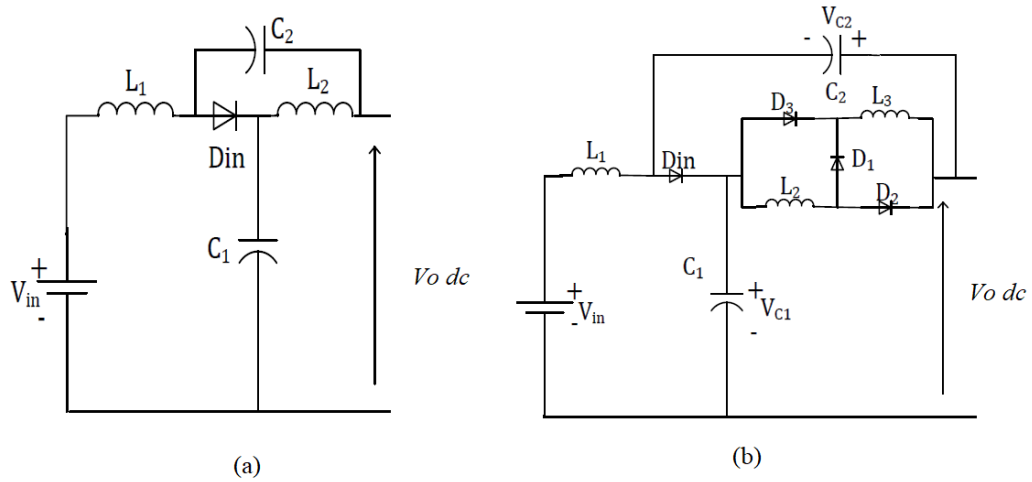 C₂
L₁
L₂
Din
C₁
+
Vin
-
Vo dc
(a)
VC2
- +
C₂
D₃
L₃
L₁
Din
D₁
L₂
D₂
C₁
+
VC1
-
+
-Vin
Vo dc
(b)